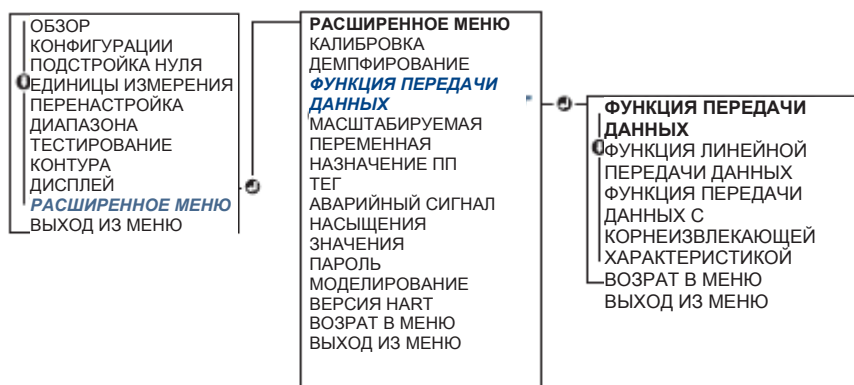 ОБЗОР
КОНФИГУРАЦИИ
ПОДСТРОЙКА НУЛЯ
ЕДИНИЦЫ ИЗМЕРЕНИЯ
ПЕРЕНАСТРОЙКА
ДИАПАЗОНА
ТЕСТИРОВАНИЕ
КОНТУРА
ДИСПЛЕЙ
РАСШИРЕННОЕ МЕНЮ
ВЫХОД ИЗ МЕНЮ
РАСШИРЕННОЕ МЕНЮ
КАЛИБРОВКА
ДЕМПФИРОВАНИЕ
ФУНКЦИЯ ПЕРЕДАЧИ
ДАННЫХ
МАСШТАБИРУЕМАЯ
ПЕРЕМЕННАЯ
НАЗНАЧЕНИЕ ПП
ТЕГ
АВАРИЙНЫЙ СИГНАЛ
НАСЫЩЕНИЯ
ЗНАЧЕНИЯ
ПАРОЛЬ
МОДЕЛИРОВАНИЕ
ВЕРСИЯ HART
ВОЗРАТ В МЕНЮ
ВЫХОД ИЗ МЕНЮ
ФУНКЦИЯ ПЕРЕДАЧИ
ДАННЫХ
ФУНКЦИЯ ЛИНЕЙНОЙ
ПЕРЕДАЧИ ДАННЫХ
ФУНКЦИЯ ПЕРЕДАЧИ
ДАННЫХ С
КОРНЕИЗВЛЕКАЮЩЕЙ
ХАРАКТЕРИСТИКОЙ
ВОЗРАТ В МЕНЮ
ВЫХОД ИЗ МЕНЮ